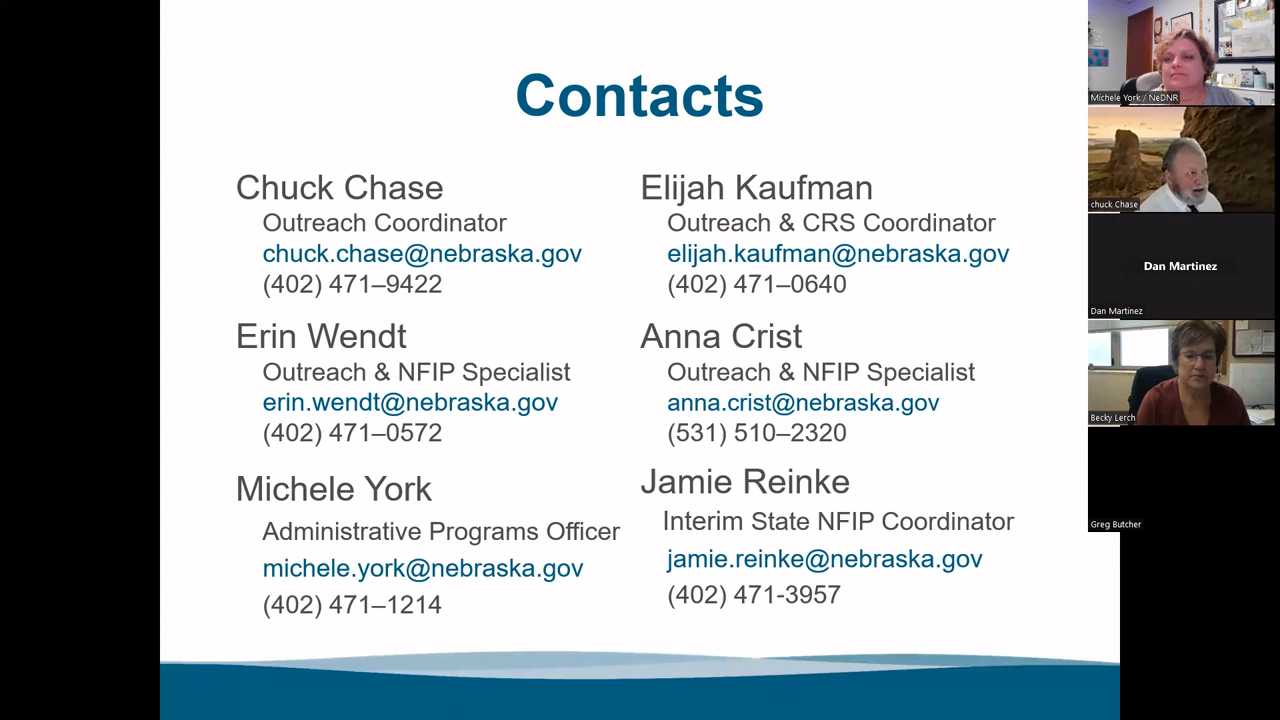 Contacts
Chuck Chase
Outreach Coordinator
chuck.chase@nebraska.gov
(402) 471–9422
Elijah Kaufman
Outreach & CRS Coordinator
elijah.kaufman@nebraska.gov
(402) 471–0640
Erin Wendt
Outreach & NFIP Specialist
erin.wendt@nebraska.gov
(402) 471–0572
Anna Crist
Outreach & NFIP Specialist
anna.crist@nebraska.gov
(531) 510–2320
Michele York
Administrative Programs Officer
michele.york@nebraska.gov
(402) 471–1214
Jamie Reinke
Interim State NFIP Coordinator
jamie.reinke@nebraska.gov
(402) 471-3957
Michele York / NeDNR
chuck Chase
Dan Martinez
Dan Martinez
Becky Lerch
Greg Butcher